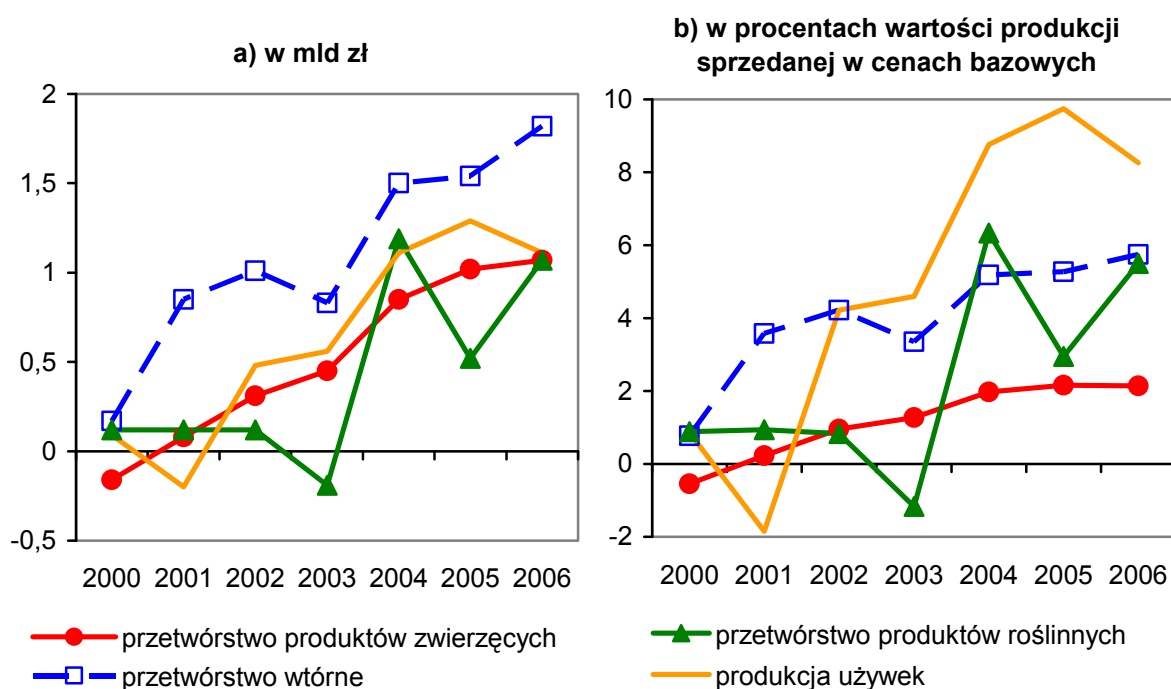 a) w mld zł
2
1,5
1
0,5
0
-0,5
2000 2001 2002 2003 2004 2005 2006
b) w procentach wartości produkcji
sprzedanej w cenach bazowych
10
8
6
4
2
0
-2
2000 2001 2002 2003 2004 2005 2006
przetwórstwo produktów zwierzęcych
przetwórstwo wtórne
przetwórstwo produktów roślinnych
produkcja używek